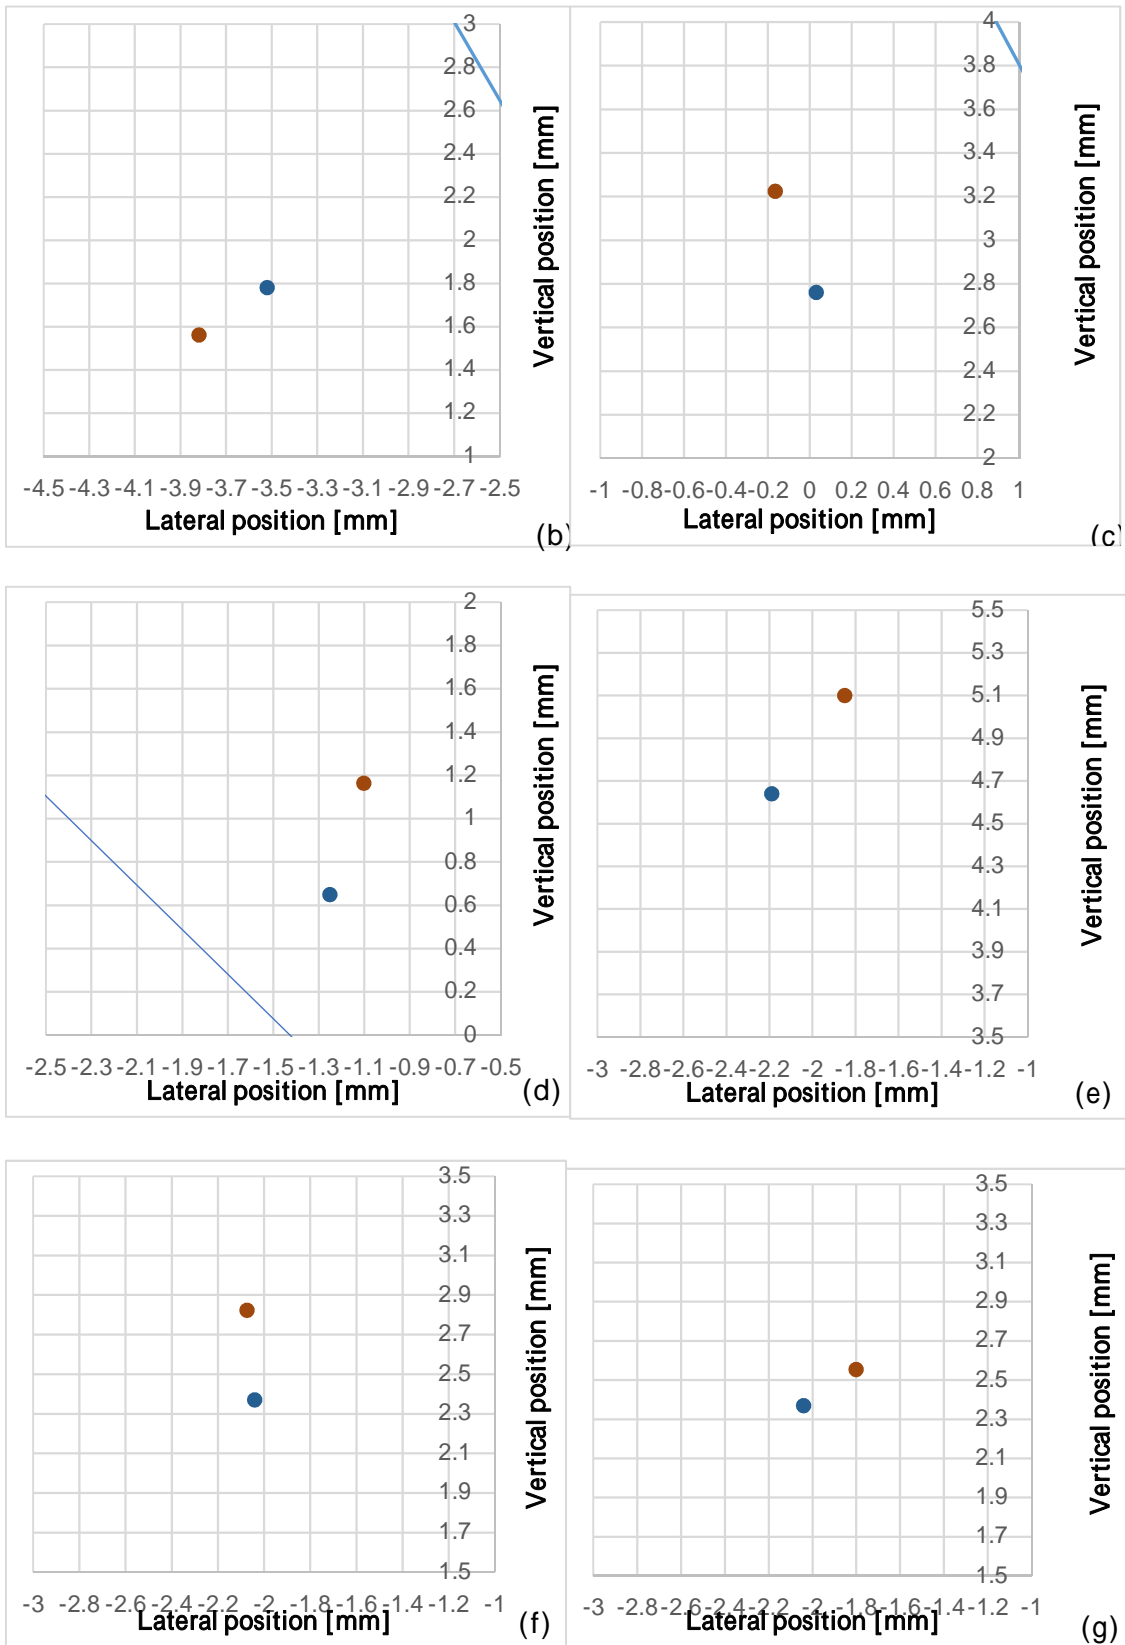 3
2.8
2.6
2.4
2.2
2
1.8
1.6
1.4
1.2
1
Vertical position [mm]
-4.5 -4.3 -4.1 -3.9 -3.7 -3.5 -3.3 -3.1 -2.9 -2.7 -2.5
Lateral position [mm]
(b)
4
3.8
3.6
3.4
3.2
3
2.8
2.6
2.4
2.2
2
Vertical position [mm]
-1 -0.8 -0.6 -0.4 -0.2 0 0.2 0.4 0.6 0.8 1
Lateral position [mm]
(c)
2
1.8
1.6
1.4
1.2
1
0.8
0.6
0.4
0.2
0
Vertical position [mm]
-2.5 -2.3 -2.1 -1.9 -1.7 -1.5 -1.3 -1.1 -0.9 -0.7 -0.5
Lateral position [mm]
(d)
5.5
5.3
5.1
4.9
4.7
4.5
4.3
4.1
3.9
3.7
3.5
Vertical position [mm]
-3 -2.8 -2.6 -2.4 -2.2 -2 -1.8 -1.6 -1.4 -1.2 -1
Lateral position [mm]
(e)
3.5
3.3
3.1
2.9
2.7
2.5
2.3
2.1
1.9
1.7
1.5
Vertical position [mm]
-3 -2.8 -2.6 -2.4 -2.2 -2 -1.8 -1.6 -1.4 -1.2 -1
Lateral position [mm]
(f)
3.5
3.3
3.1
2.9
2.7
2.5
2.3
2.1
1.9
1.7
1.5
Vertical position [mm]
-3 -2.8 -2.6 -2.4 -2.2 -2 -1.8 -1.6 -1.4 -1.2 -1
Lateral position [mm]
(g)